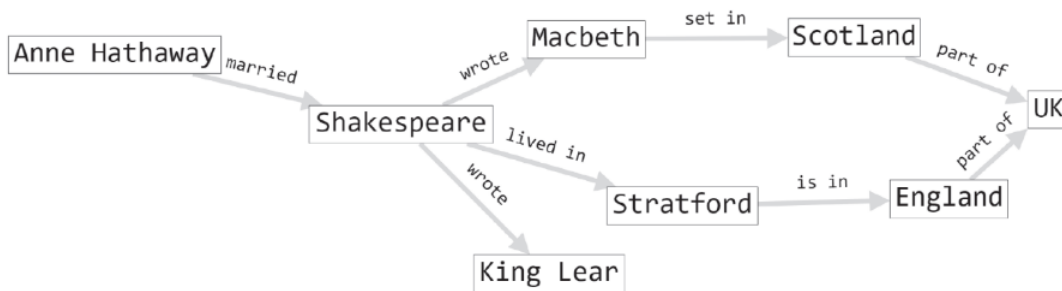 Anne Hathaway
married
Shakespeare
wrote
Macbeth
set in
Scotland
part of
UK
lived in
Stratford
is in
England
part of
wrote
King Lear